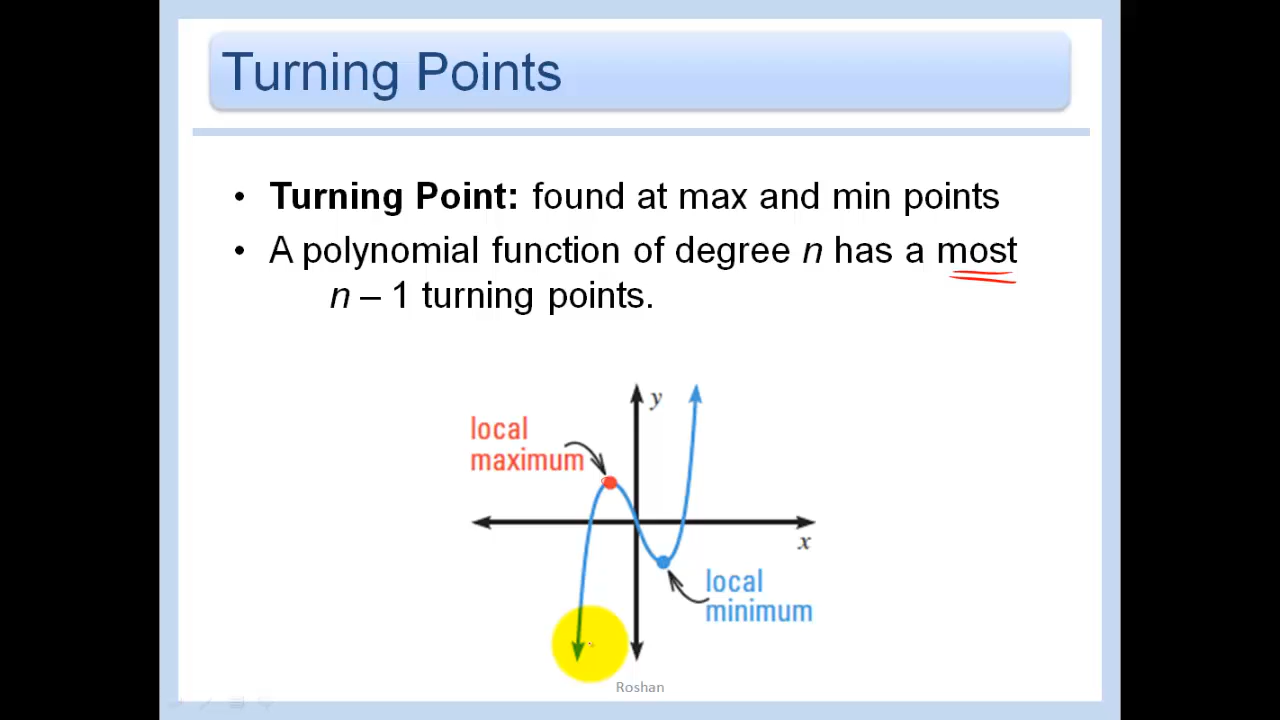 Turning Points
• Turning Point: found at max and min points
• A polynomial function of degree n has a most
n – 1 turning points.
y
local
maximum
x
local
minimum
Roshan